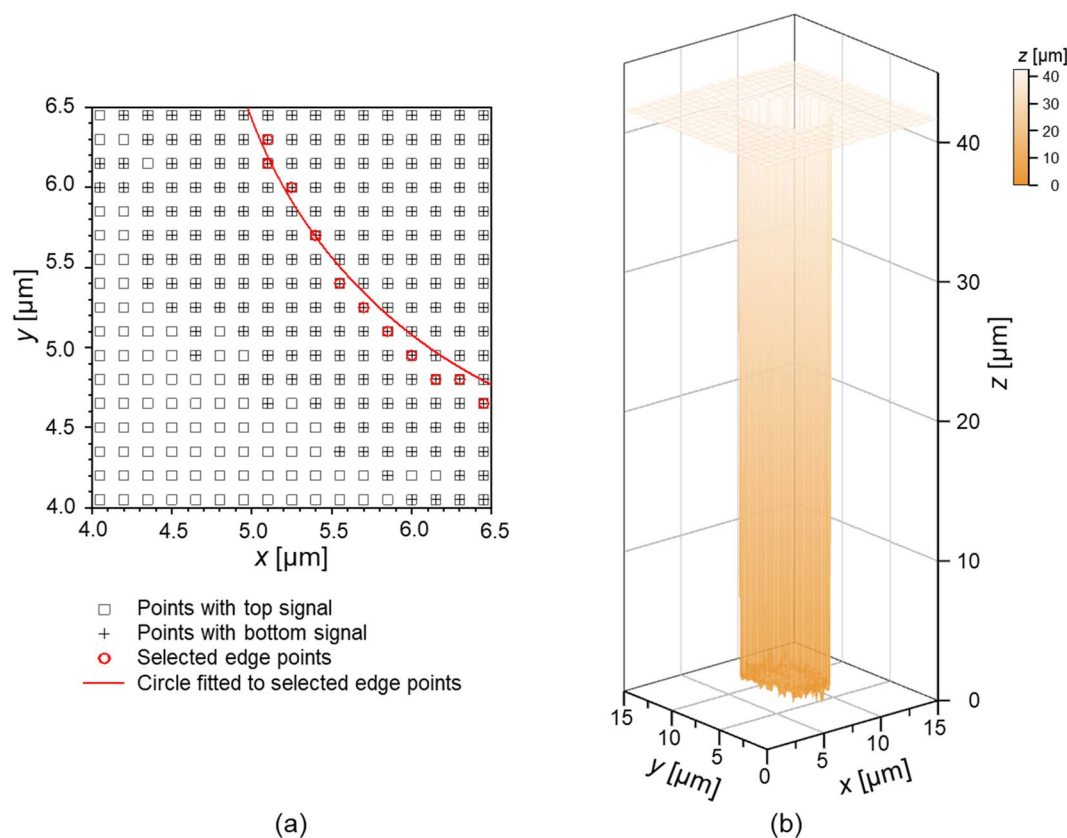 6.5
6.0
5.5
5.0
4.5
4.0
y [μm]
4.0 4.5 5.0 5.5 6.0 6.5
x [μm]
Points with top signal
Points with bottom signal
Selected edge points
Circle fitted to selected edge points
(a)
z [μm]
40
30
20
10
0
40
30
20
10
0
z [μm]
15 10 5 0
y [μm]
5 10 15
x [μm]
(b)